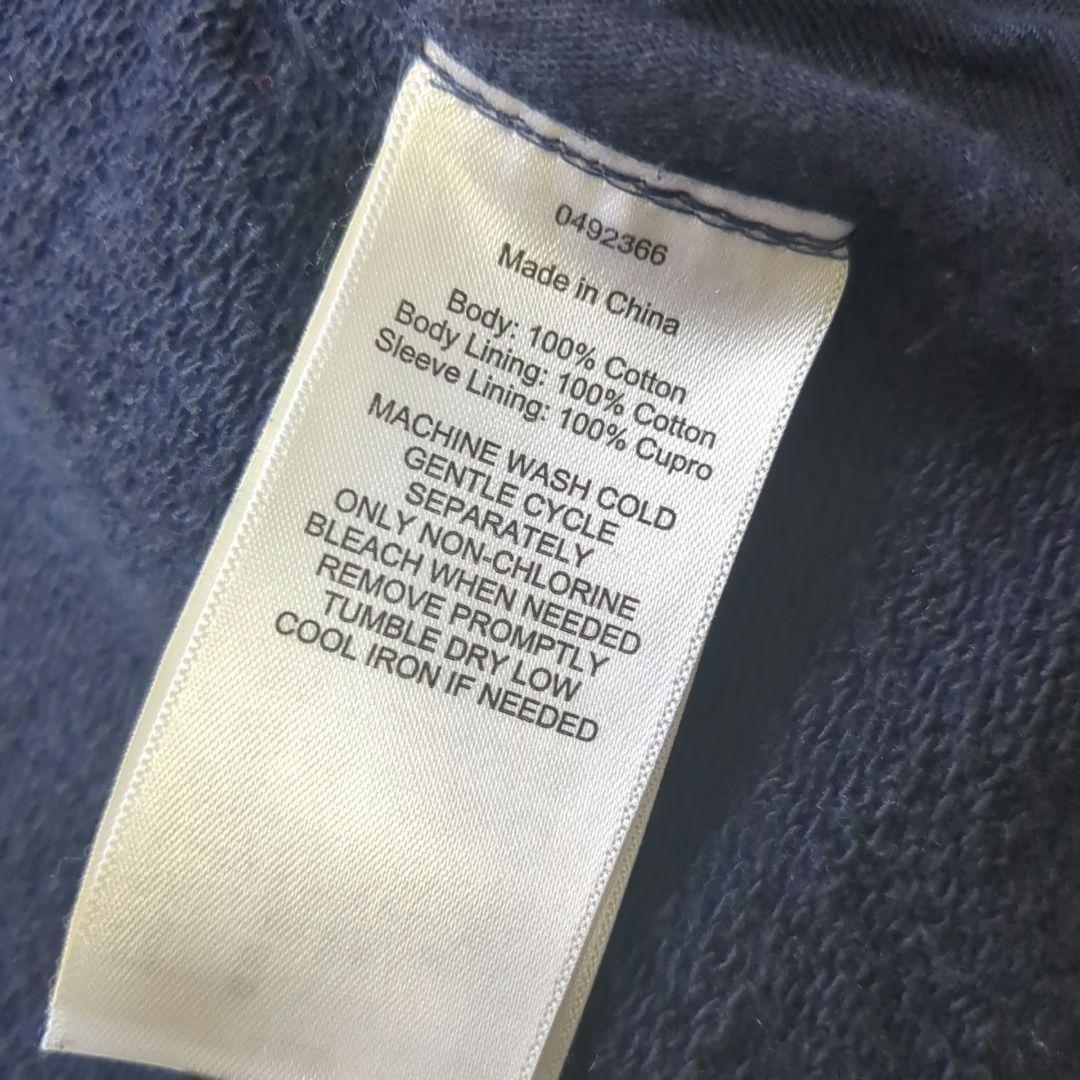 0492366
Made in China
Body: 100% Cotton
Body Lining: 100% Cotton
Sleeve Lining: 100% Cupro
MACHINE WASH COLD
GENTLE CYCLE
SEPARATELY
ONLY NON-CHLORINE
BLEACH WHEN NEEDED
REMOVE PROMPTLY
TUMBLE DRY LOW
COOL IRON IF NEEDED